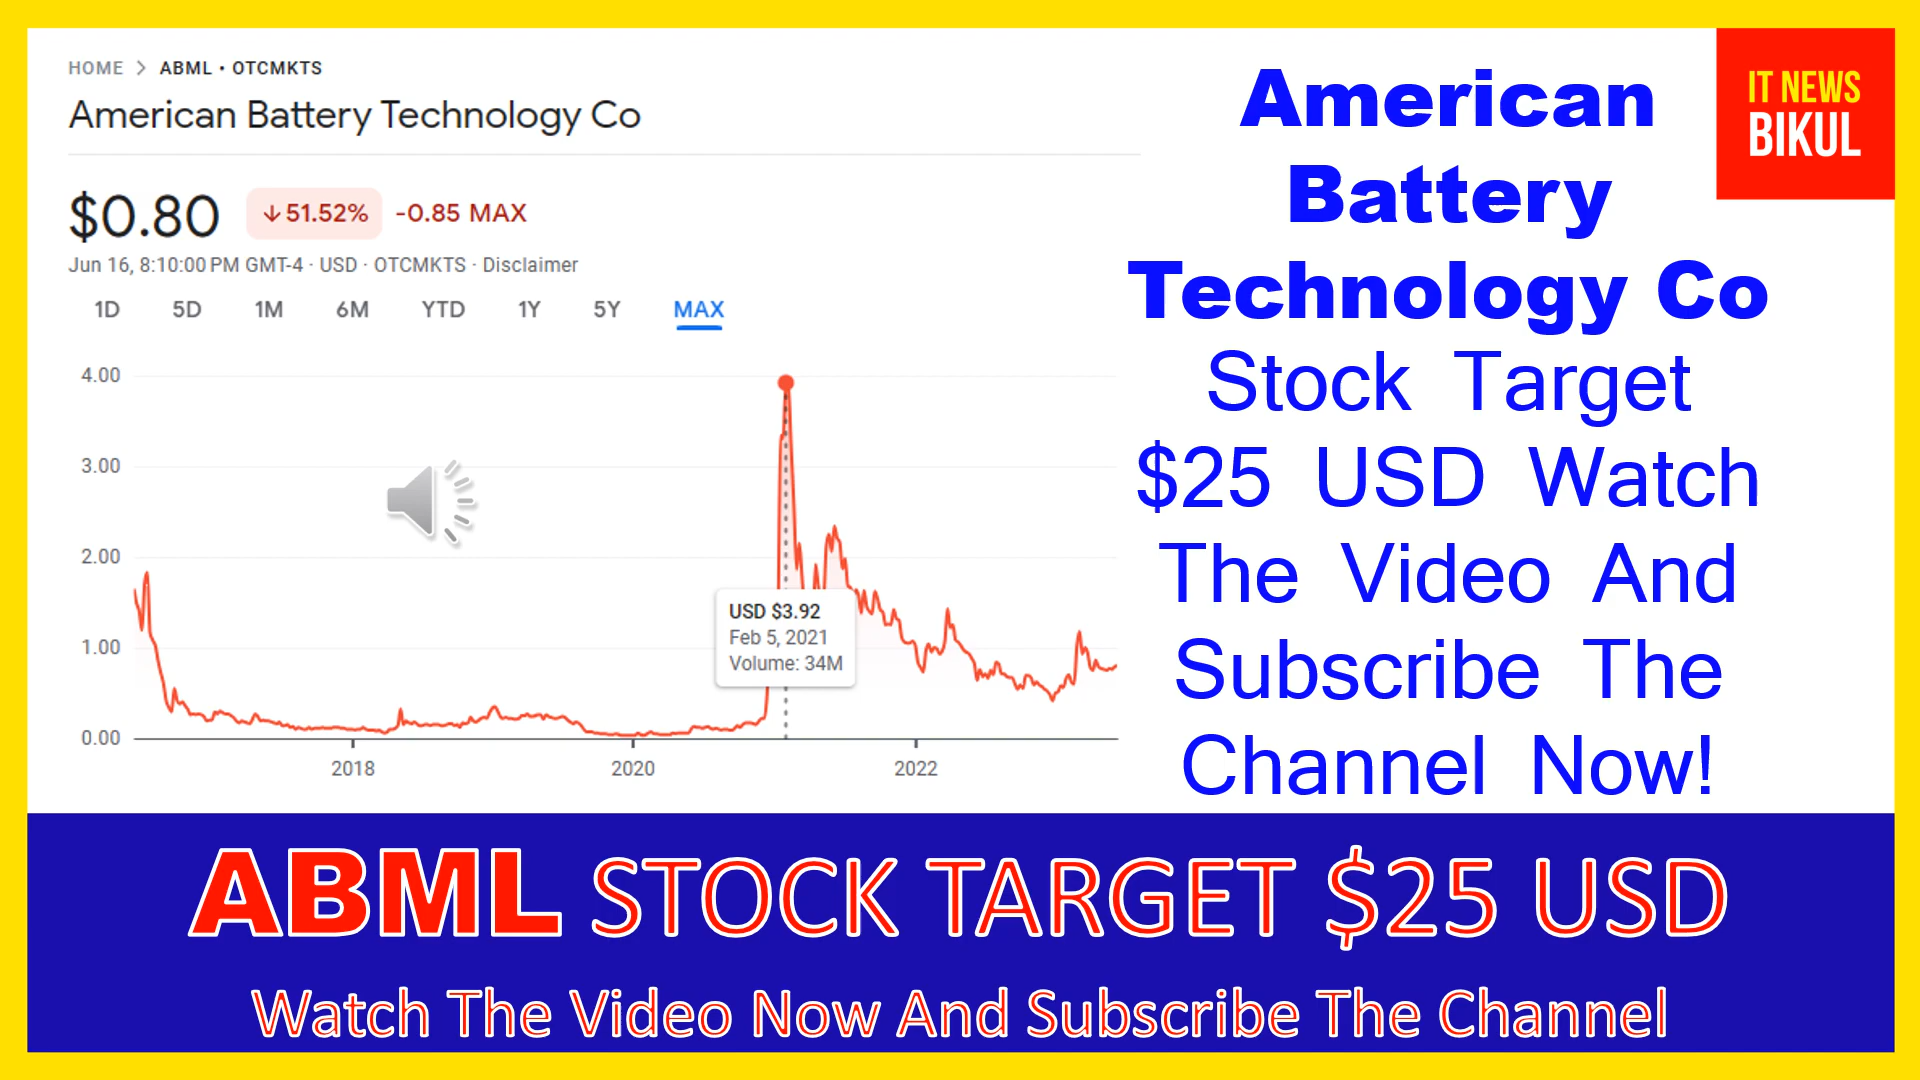 HOME > ABML • OTCMKTS
American Battery Technology Co
$0.80 ↓51.52% -0.85 MAX
Jun 16, 8:10:00 PM GMT-4 · USD · OTCMKTS · Disclaimer
1D 5D 1M 6M YTD 1Y 5Y MAX
4.00
3.00
2.00
1.00
0.00
USD $3.92
Feb 5, 2021
Volume: 34M
2018 2020 2022
American
Battery
Technology Co
Stock Target
$25 USD Watch
The Video And
Subscribe The
Channel Now!
IT NEWS
BIKUL
ABML STOCK TARGET $25 USD
Watch The Video Now And Subscribe The Channel